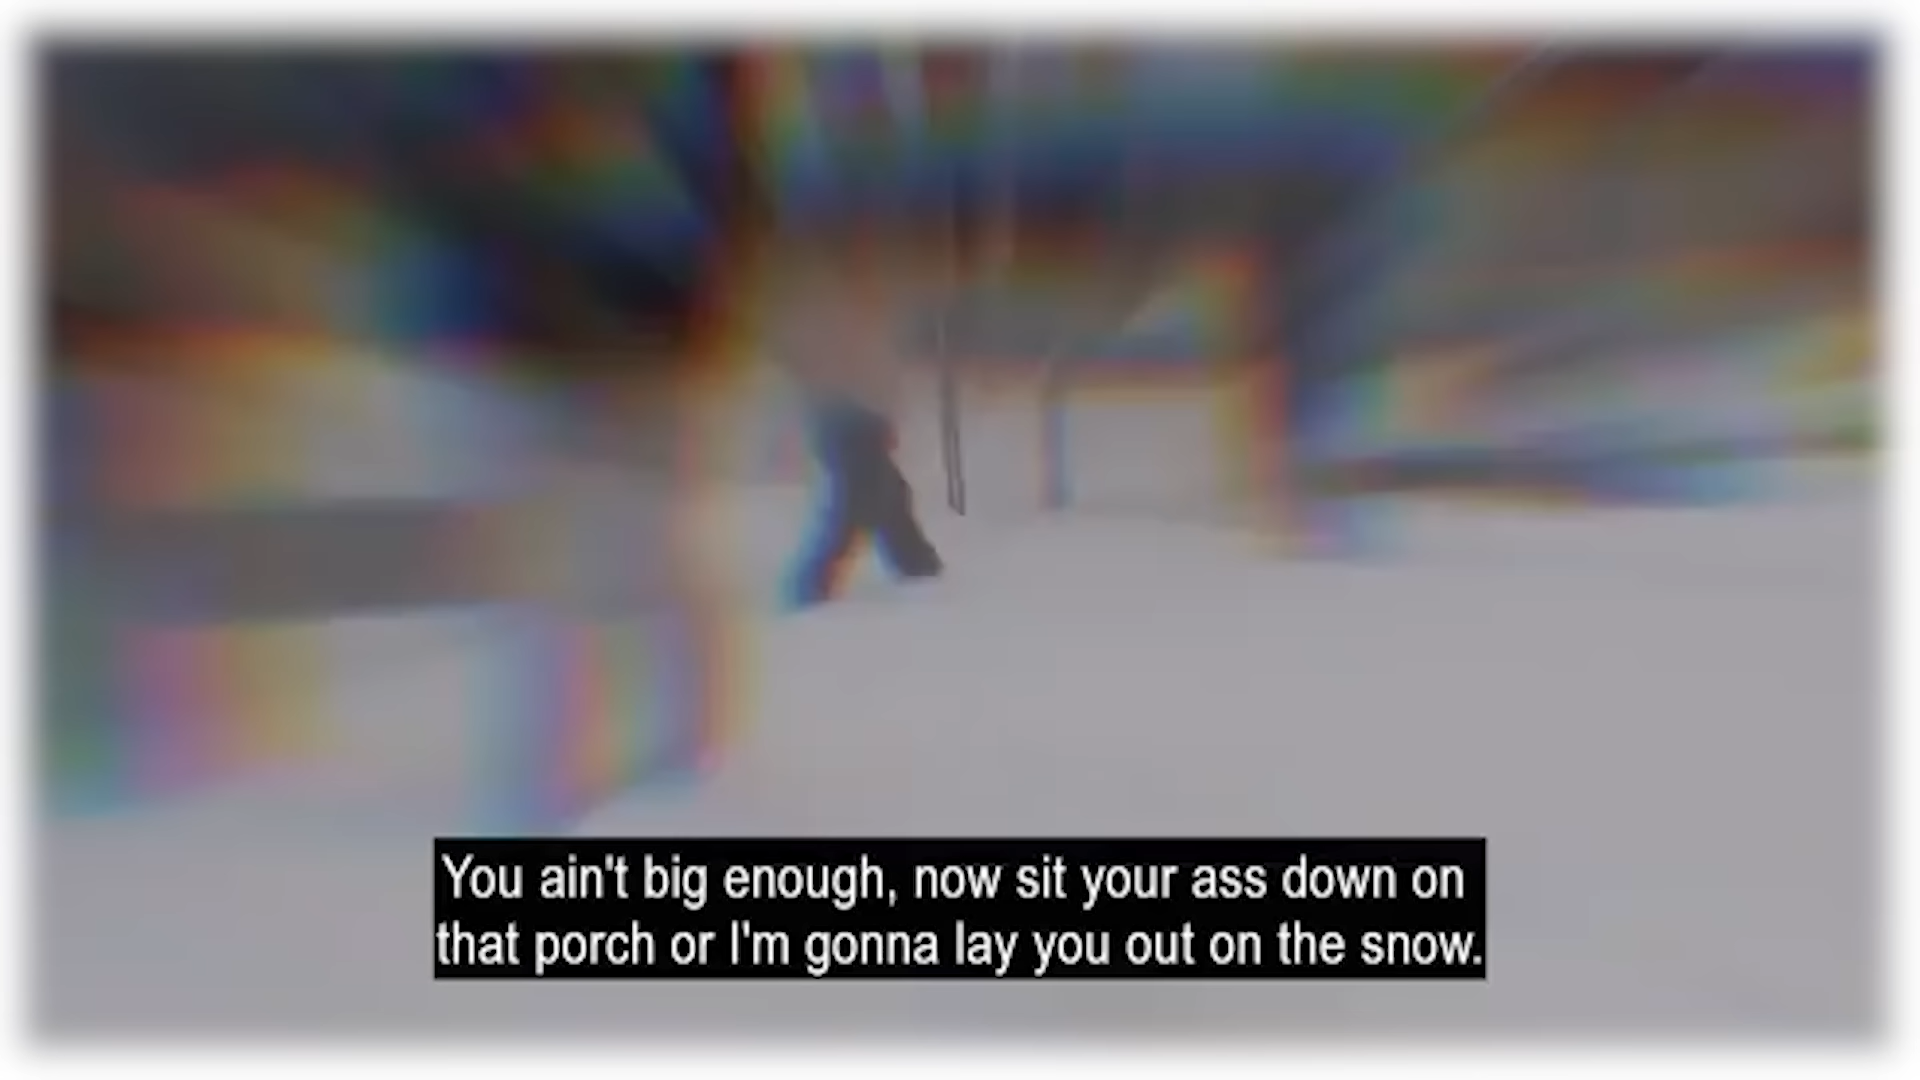 You ain't big enough, now sit your ass down on
that porch or I'm gonna lay you out on the snow.